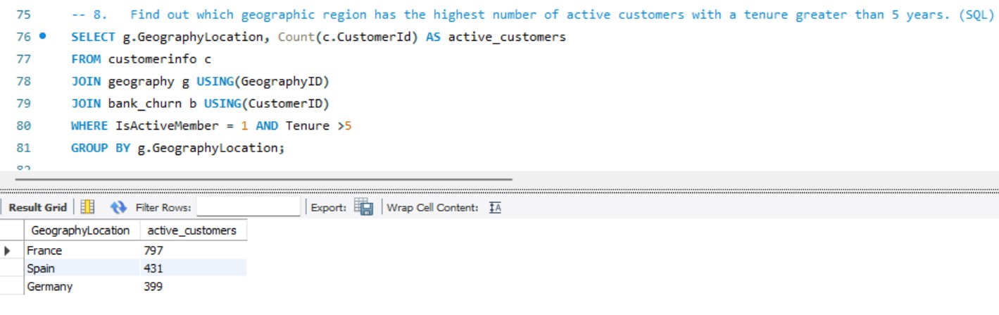 75 -- 8. Find out which geographic region has the highest number of active customers with a tenure greater than 5 years. (SQL)
76 SELECT g.GeographyLocation, Count(c.CustomerId) AS active_customers
77 FROM customerinfo c
78 JOIN geography g USING(GeographyID)
79 JOIN bank_churn b USING(CustomerID)
80 WHERE IsActiveMember = 1 AND Tenure >5
81 GROUP BY g.GeographyLocation;
82
Result Grid Filter Rows: Export: Wrap Cell Content: IA
GeographyLocation active_customers
France 797
Spain 431
Germany 399